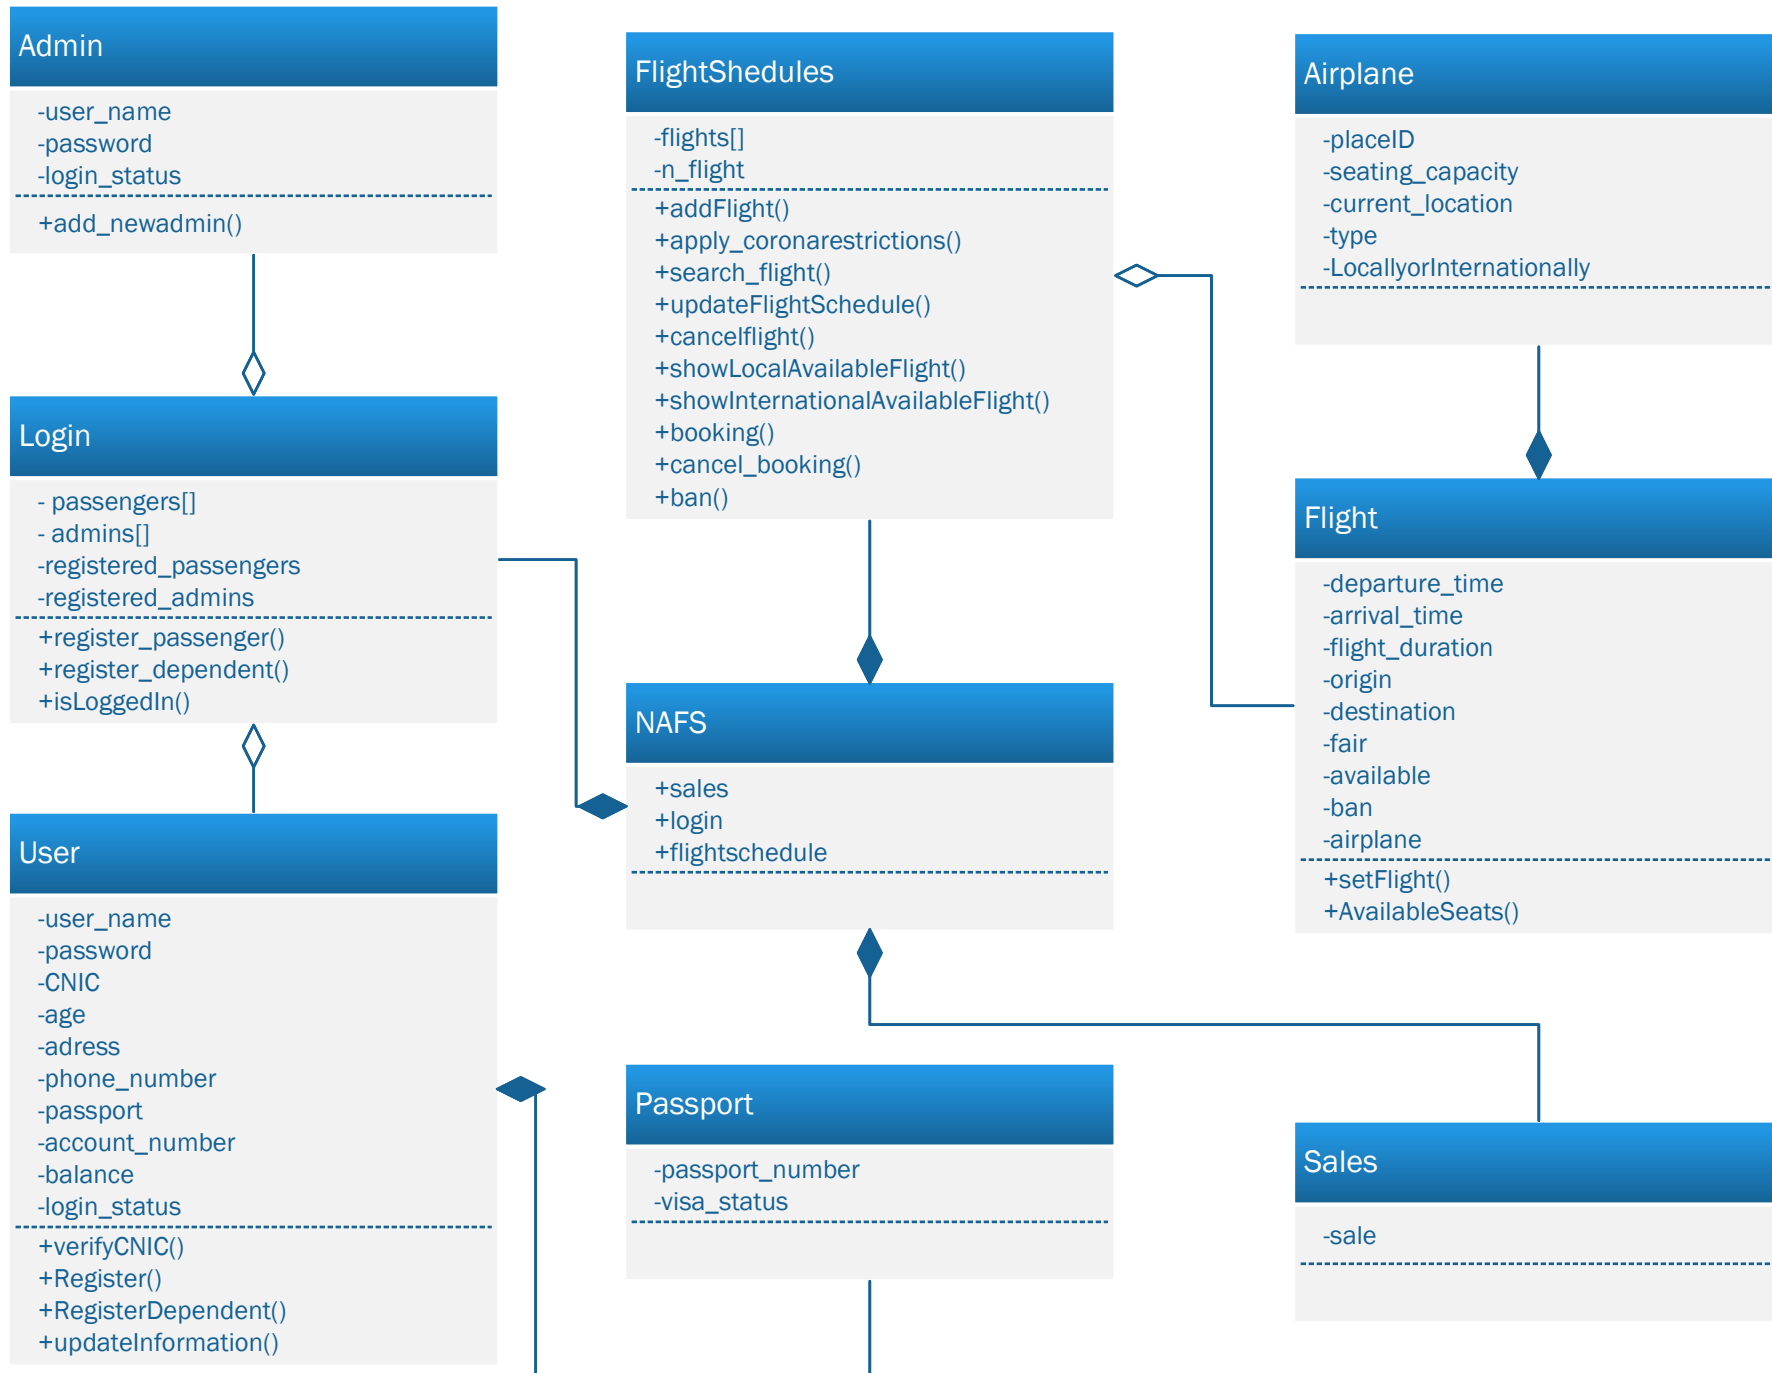 Admin
-user_name
-password
-login_status
+add_newadmin()
Login
- passengers[]
- admins[]
-registered_passengers
-registered_admins
+register_passenger()
+register_dependent()
+isLoggedIn()
User
-user_name
-password
-CNIC
-age
-adress
-phone_number
-passport
-account_number
-balance
-login_status
+verifyCNIC()
+Register()
+RegisterDependent()
+updateInformation()
FlightShedules
-flights[]
-n_flight
+addFlight()
+apply_coronarestrictions()
+search_flight()
+updateFlightSchedule()
+cancelflight()
+showLocalAvailableFlight()
+showInternationalAvailableFlight()
+booking()
+cancel_booking()
+ban()
NAFS
+sales
+login
+flightschedule
Passport
-passport_number
-visa_status
Airplane
-placeID
-seating_capacity
-current_location
-type
-LocallyorInternationally
Flight
-departure_time
-arrival_time
-flight_duration
-origin
-destination
-fair
-available
-ban
-airplane
+setFlight()
+AvailableSeats()
Sales
-sale